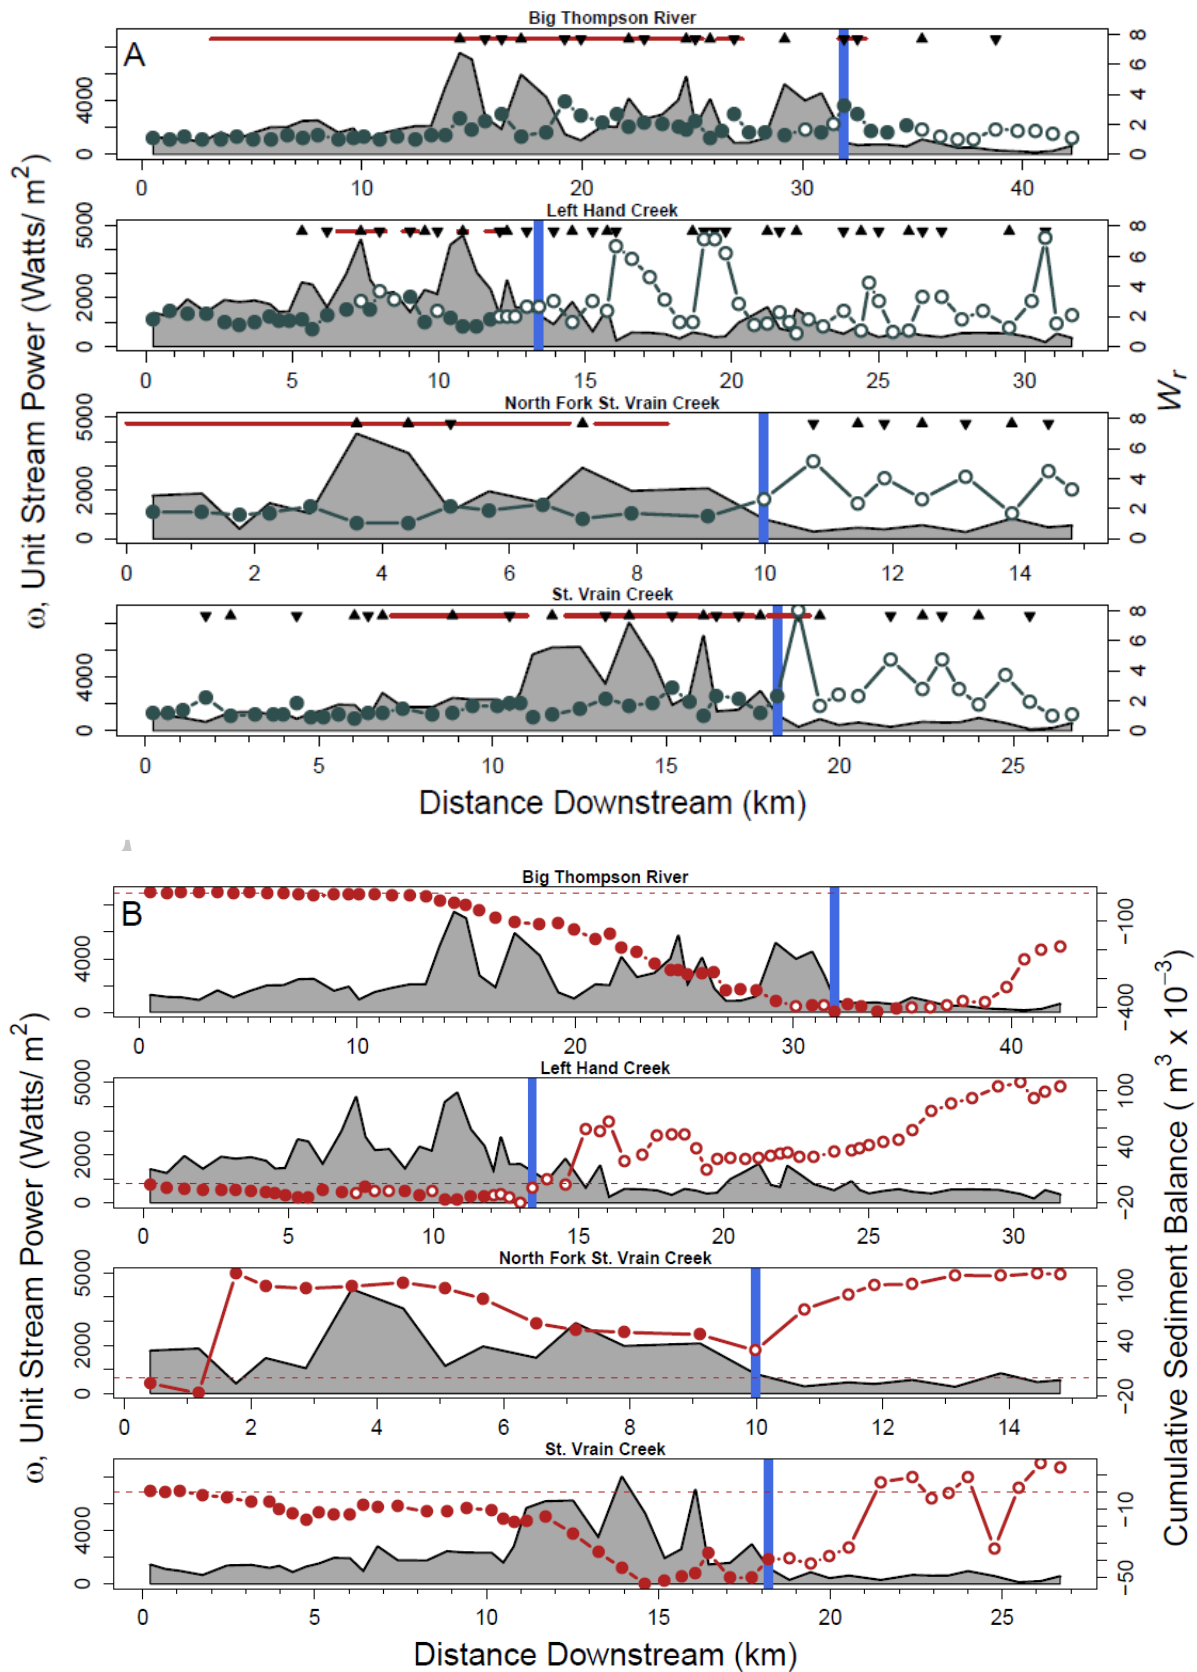 Big Thompson River
A
0 4000
0 2 4 6 8
0 10 20 30 40
Left Hand Creek
0 2000 5000
0 2 4 6 8
0 5 10 15 20 25 30
North Fork St. Vrain Creek
0 2000 5000
0 2 4 6 8
0 2 4 6 8 10 12 14
St. Vrain Creek
0 4000
0 2 4 6 8
0 5 10 15 20 25
ω, Unit Stream Power (Watts/ m²)
Wr
Distance Downstream (km)
Big Thompson River
B
0 4000
−400 −100
0 10 20 30 40
Left Hand Creek
0 2000 5000
−20 40 100
0 5 10 15 20 25 30
North Fork St. Vrain Creek
0 2000 5000
−20 40 100
0 2 4 6 8 10 12 14
St. Vrain Creek
0 4000
−50 −10
0 5 10 15 20 25
ω, Unit Stream Power (Watts/ m²)
Cumulative Sediment Balance ( m³ x 10⁻³)
Distance Downstream (km)